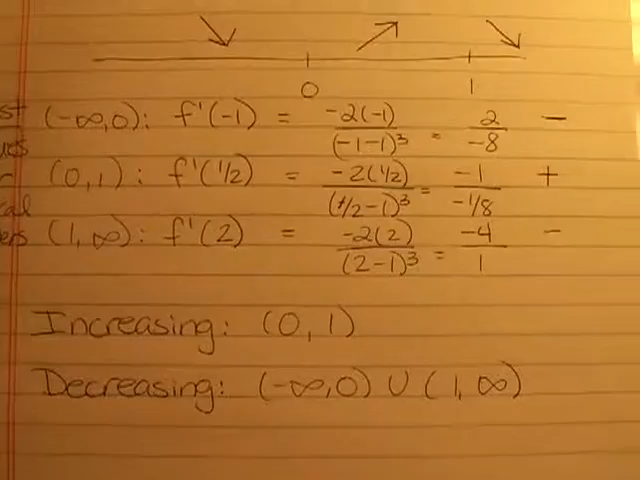 0 1
(-∞,0): f'(-1) = -2(-1)/(-1-1)³ = 2/-8 −
(0,1): f'(1/2) = -2(1/2)/(1/2-1)³ = -1/-1/8 +
(1,∞): f'(2) = -2(2)/(2-1)³ = -4/1 −
Increasing: (0,1)
Decreasing: (-∞,0) ∪ (1,∞)